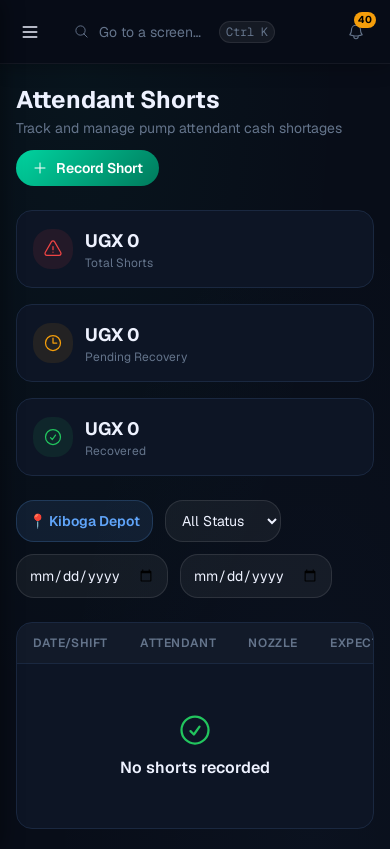 Go to a screen... Ctrl K 40
Attendant Shorts
Track and manage pump attendant cash shortages
Record Short
UGX 0
Total Shorts
UGX 0
Pending Recovery
UGX 0
Recovered
📍 Kiboga Depot All Status
mm/dd/yyyy mm/dd/yyyy
DATE/SHIFT ATTENDANT NOZZLE EXPECT
No shorts recorded